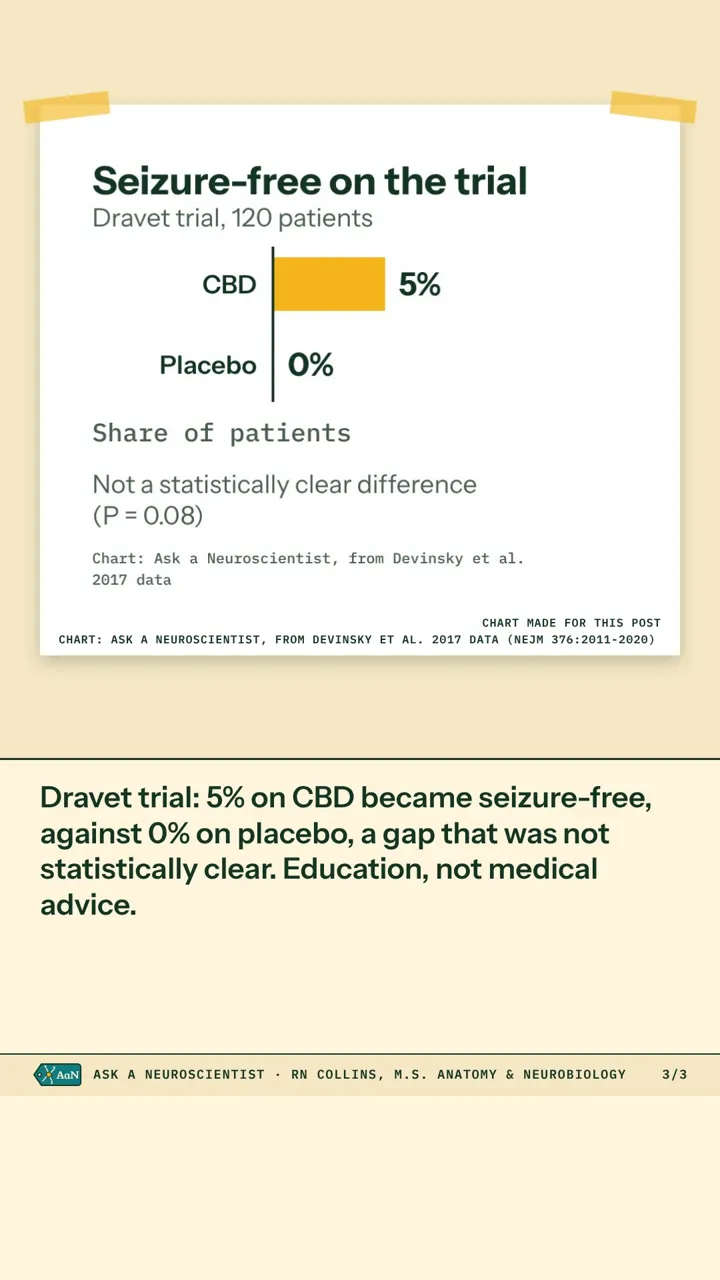 Seizure-free on the trial
Dravet trial, 120 patients
CBD 5%
Placebo 0%
Share of patients
Not a statistically clear difference
(P = 0.08)
Chart: Ask a Neuroscientist, from Devinsky et al.
2017 data
CHART MADE FOR THIS POST
CHART: ASK A NEUROSCIENTIST, FROM DEVINSKY ET AL. 2017 DATA (NEJM 376:2011-2020)
Dravet trial: 5% on CBD became seizure-free,
against 0% on placebo, a gap that was not
statistically clear. Education, not medical
advice.
AaN ASK A NEUROSCIENTIST · RN COLLINS, M.S. ANATOMY & NEUROBIOLOGY 3/3